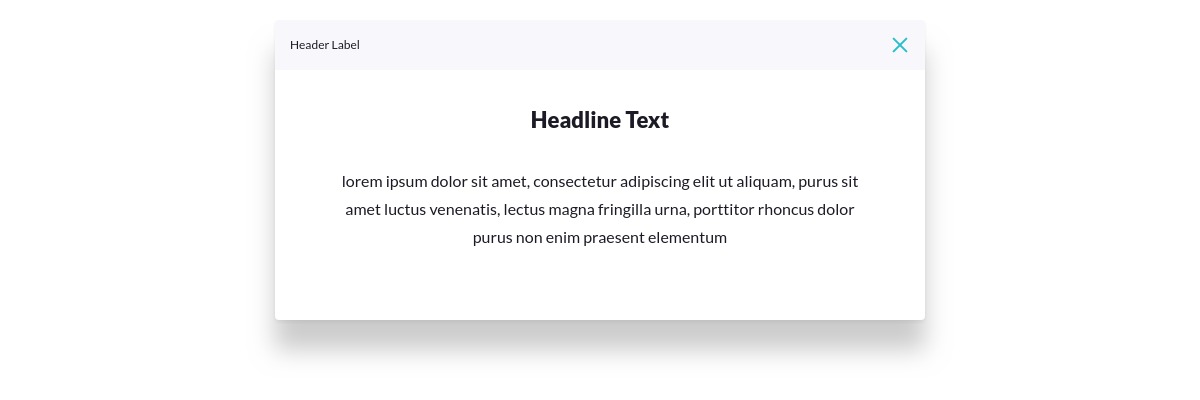 Header Label
Headline Text
lorem ipsum dolor sit amet, consectetur adipiscing elit ut aliquam, purus sit
amet luctus venenatis, lectus magna fringilla urna, porttitor rhoncus dolor
purus non enim praesent elementum